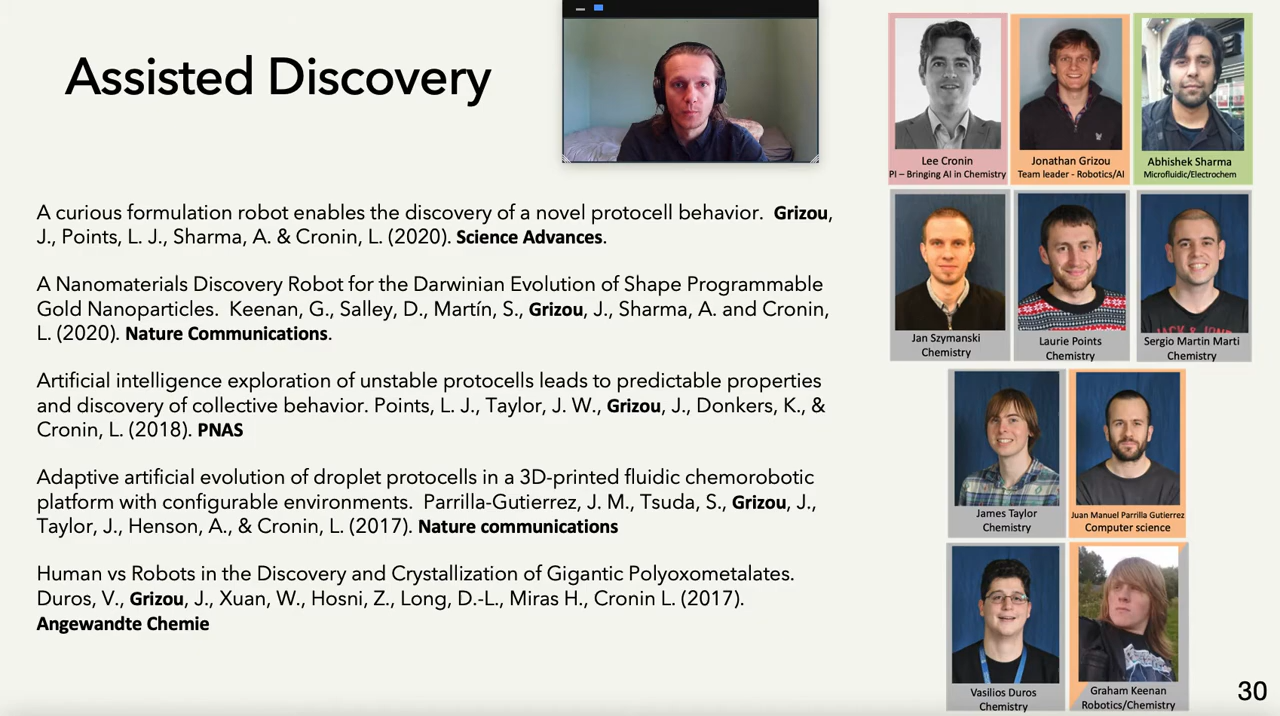 Assisted Discovery
A curious formulation robot enables the discovery of a novel protocell behavior. Grizou,
J., Points, L. J., Sharma, A. & Cronin, L. (2020). Science Advances.
A Nanomaterials Discovery Robot for the Darwinian Evolution of Shape Programmable
Gold Nanoparticles. Keenan, G., Salley, D., Martín, S., Grizou, J., Sharma, A. and Cronin,
L. (2020). Nature Communications.
Artificial intelligence exploration of unstable protocells leads to predictable properties
and discovery of collective behavior. Points, L. J., Taylor, J. W., Grizou, J., Donkers, K., &
Cronin, L. (2018). PNAS
Adaptive artificial evolution of droplet protocells in a 3D-printed fluidic chemorobotic
platform with configurable environments. Parrilla-Gutierrez, J. M., Tsuda, S., Grizou, J.,
Taylor, J., Henson, A., & Cronin, L. (2017). Nature communications
Human vs Robots in the Discovery and Crystallization of Gigantic Polyoxometalates.
Duros, V., Grizou, J., Xuan, W., Hosni, Z., Long, D.-L., Miras H., Cronin L. (2017).
Angewandte Chemie
Lee Cronin
PI – Bringing AI in Chemistry
Jonathan Grizou
Team leader - Robotics/AI
Abhishek Sharma
Microfluidic/Electrochem
Jan Szymanski
Chemistry
Laurie Points
Chemistry
JACK & JON
Sergio Martin Marti
Chemistry
James Taylor
Chemistry
Juan Manuel Parrilla Gutierrez
Computer science
Vasilios Duros
Chemistry
Graham Keenan
Robotics/Chemistry
30